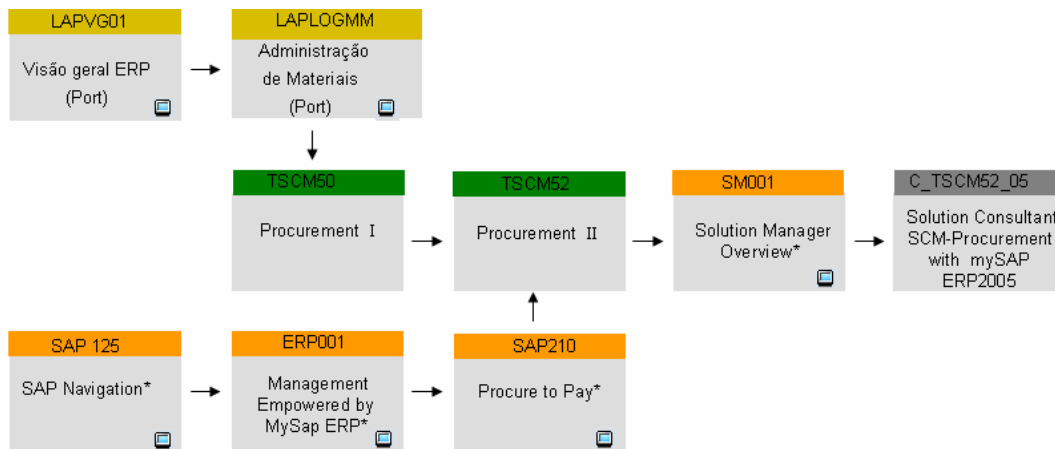 LAPVG01
Visão geral ERP
(Port)
LAPLOGMM
Administração
de Materiais
(Port)
TSCM50
Procurement I
TSCM52
Procurement II
SM001
Solution Manager
Overview*
C_TSCM52_05
Solution Consultant
SCM-Procurement
with mySAP
ERP2005
SAP 125
SAP Navigation*
ERP001
Management
Empowered by
MySap ERP*
SAP210
Procure to Pay*